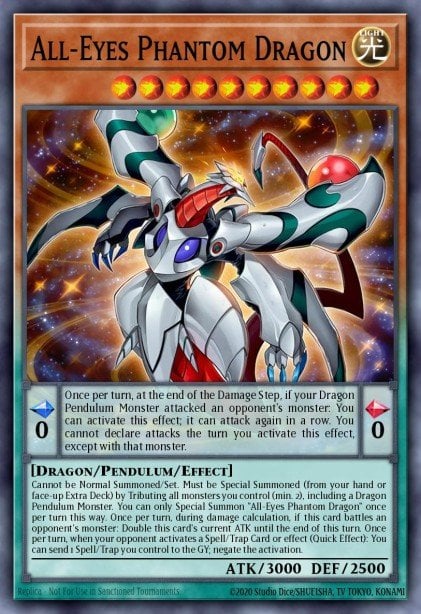 All-Eyes Phantom Dragon
LIGHT
光
Once per turn, at the end of the Damage Step, if your Dragon
Pendulum Monster attacked an opponent's monster: You
can activate this effect; it can attack again in a row. You
cannot declare attacks the turn you activate this effect,
except with that monster.
0
0
[Dragon/Pendulum/Effect]
Cannot be Normal Summoned/Set. Must be Special Summoned (from your hand or
face-up Extra Deck) by Tributing all monsters you control (min. 2), including a Dragon
Pendulum Monster. You can only Special Summon "All-Eyes Phantom Dragon" once
per turn this way. Once per turn, during damage calculation, if this card battles an
opponent's monster: Double this card's current ATK until the end of this turn. Once
per turn, when your opponent activates a Spell/Trap Card or effect (Quick Effect): You
can send 1 Spell/Trap you control to the GY; negate the activation.
ATK/3000 DEF/2500
Replica - Not For Use in Sanctioned Tournaments
©2020 Studio Dice/SHUEISHA, TV TOKYO, KONAMI